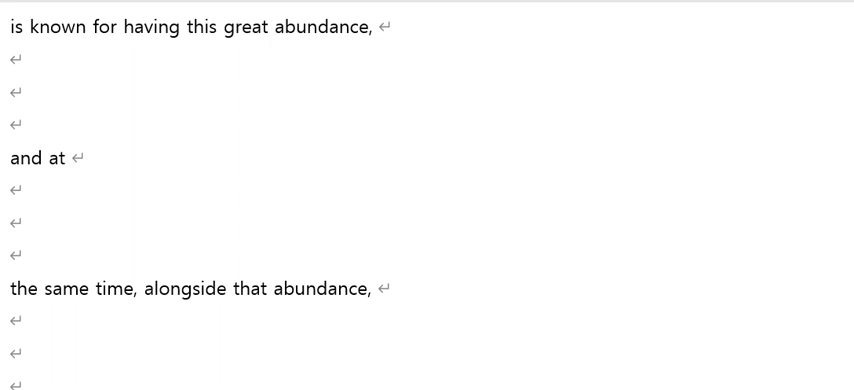 is known for having this great abundance,
and at
the same time, alongside that abundance,